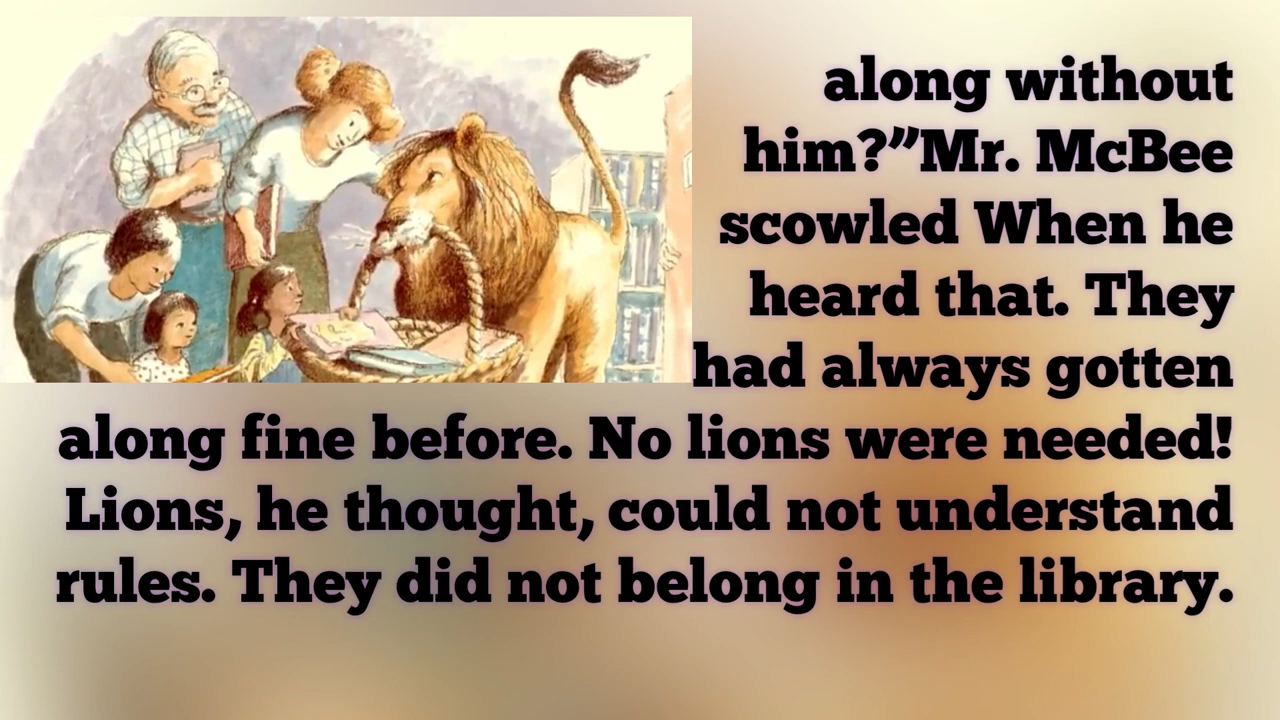 along without
him?”Mr. McBee
scowled When he
heard that. They
had always gotten
along fine before. No lions were needed!
Lions, he thought, could not understand
rules. They did not belong in the library.